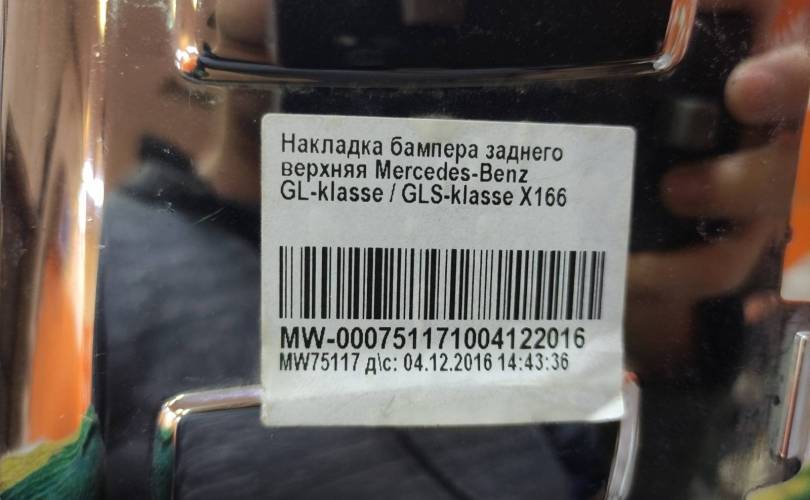 Накладка бампера заднего
верхняя Mercedes-Benz
GL-klasse / GLS-klasse X166
MW-000751171004122016
MW75117 д\с: 04.12.2016 14:43:36